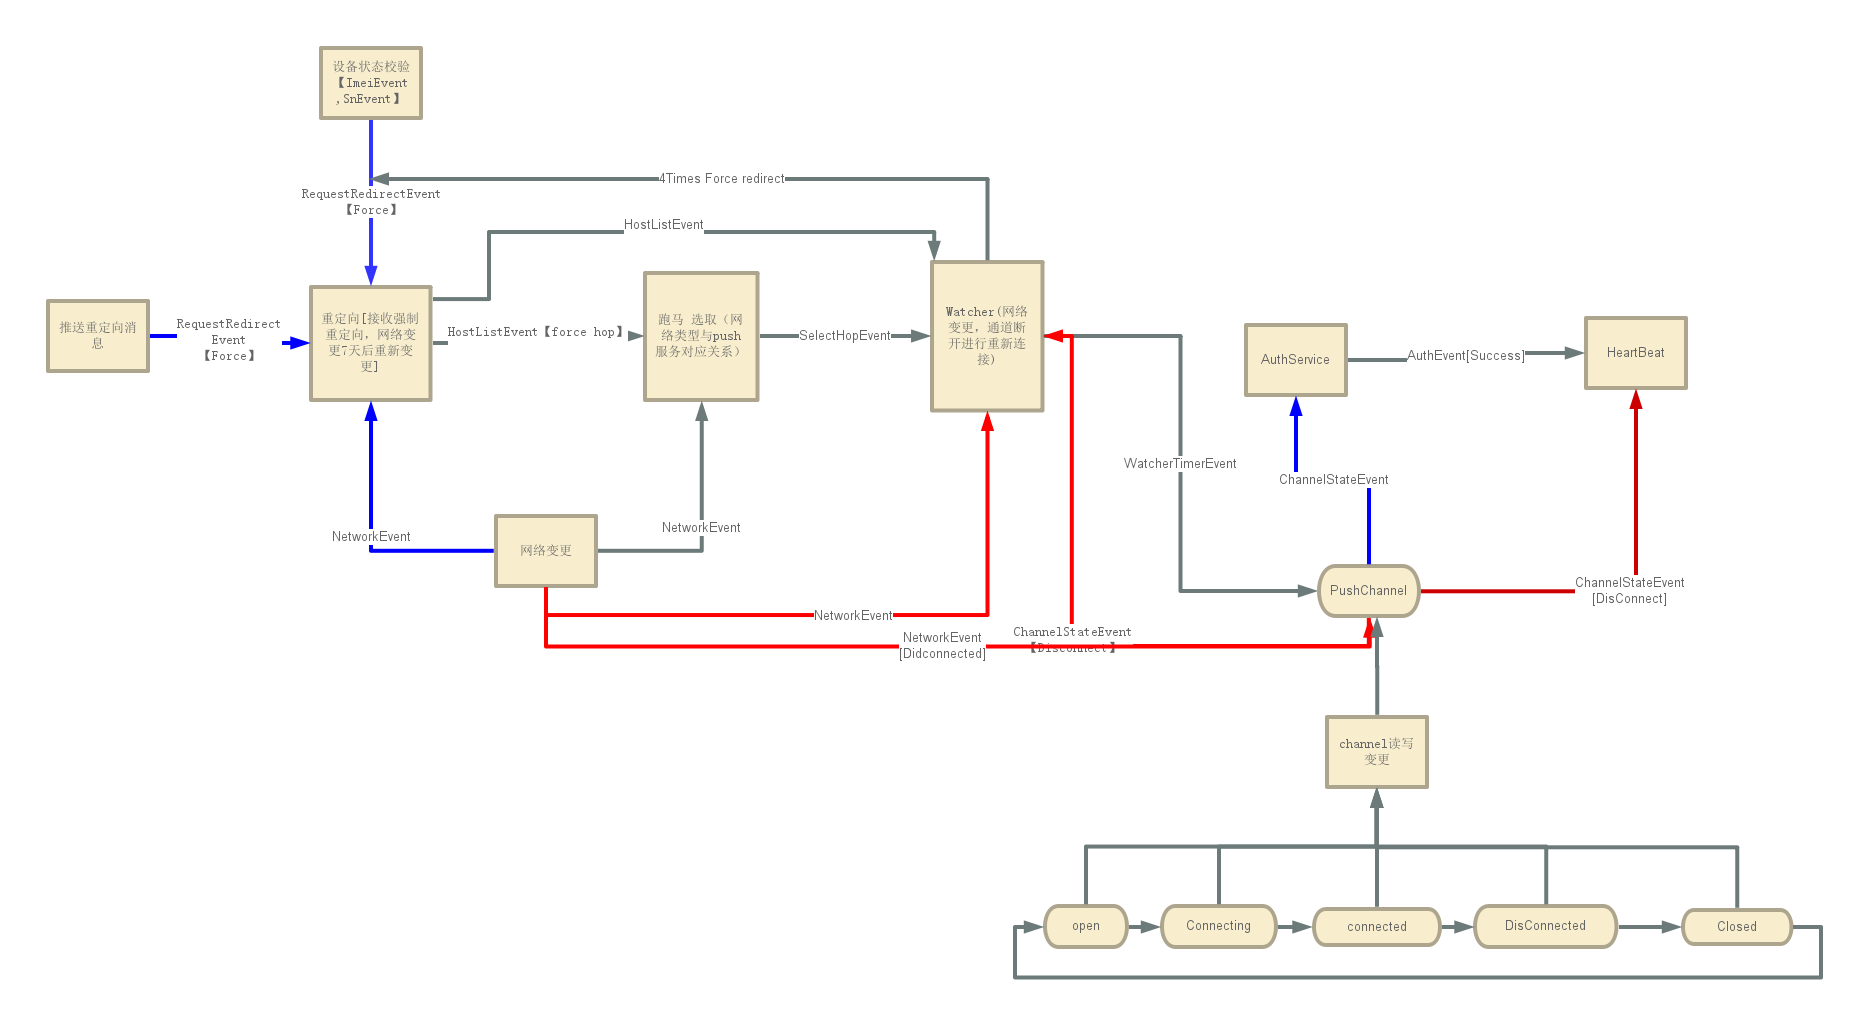 设备状态校验
【ImeiEvent
,SnEvent】
4Times Force redirect
RequestRedirectEvent
【Force】
HostListEvent
推送重定向消
息
RequestRedirect
Event
【Force】
重定向[接收强制
重定向，网络变
更7天后重新变
更]
HostListEvent【force hop】
跑马 选取（网
络类型与push
服务对应关系）
SelectHopEvent
Watcher(网络
变更，通道断
开进行重新连
接)
AuthService
AuthEvent[Success]
HeartBeat
WatcherTimerEvent
ChannelStateEvent
NetworkEvent
网络变更
NetworkEvent
PushChannel
ChannelStateEvent
[DisConnect]
NetworkEvent
NetworkEvent
[Didconnected]
ChannelStateEvent
【Disconnect】
channel读写
变更
open
Connecting
connected
DisConnected
Closed